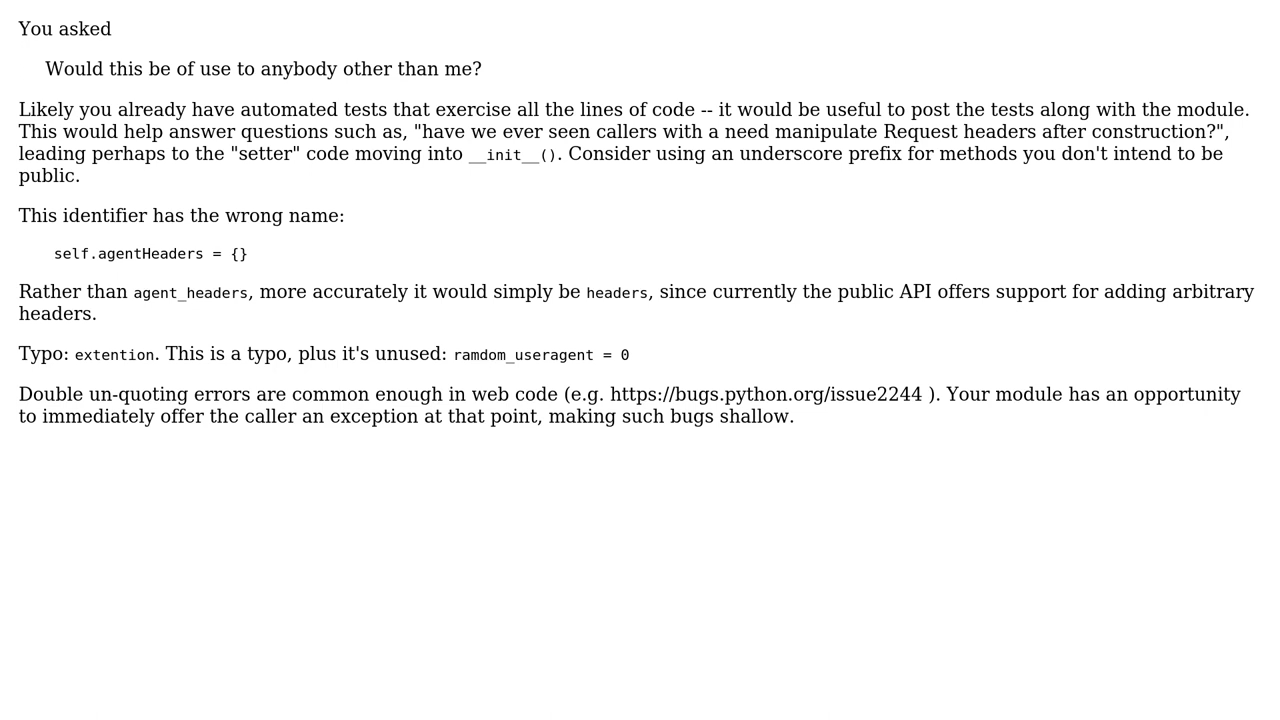 You asked
Would this be of use to anybody other than me?
Likely you already have automated tests that exercise all the lines of code -- it would be useful to post the tests along with the module.
This would help answer questions such as, "have we ever seen callers with a need manipulate Request headers after construction?",
leading perhaps to the "setter" code moving into __init__(). Consider using an underscore prefix for methods you don't intend to be
public.
This identifier has the wrong name:
self.agentHeaders = {}
Rather than agent_headers, more accurately it would simply be headers, since currently the public API offers support for adding arbitrary
headers.
Typo: extention. This is a typo, plus it's unused: ramdom_useragent = 0
Double un-quoting errors are common enough in web code (e.g. https://bugs.python.org/issue2244 ). Your module has an opportunity
to immediately offer the caller an exception at that point, making such bugs shallow.